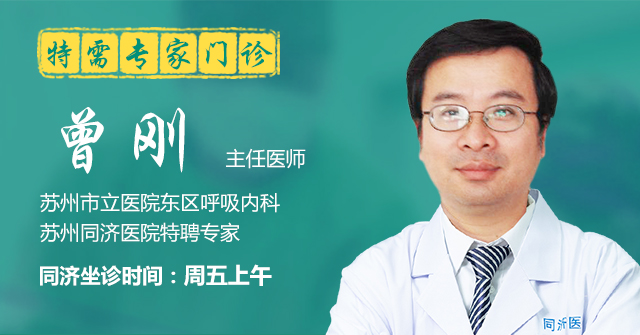 特需专家门诊
曾刚 主任医师
苏州市立医院东区呼吸内科
苏州同济医院特聘专家
同济坐诊时间：周五上午
同济医